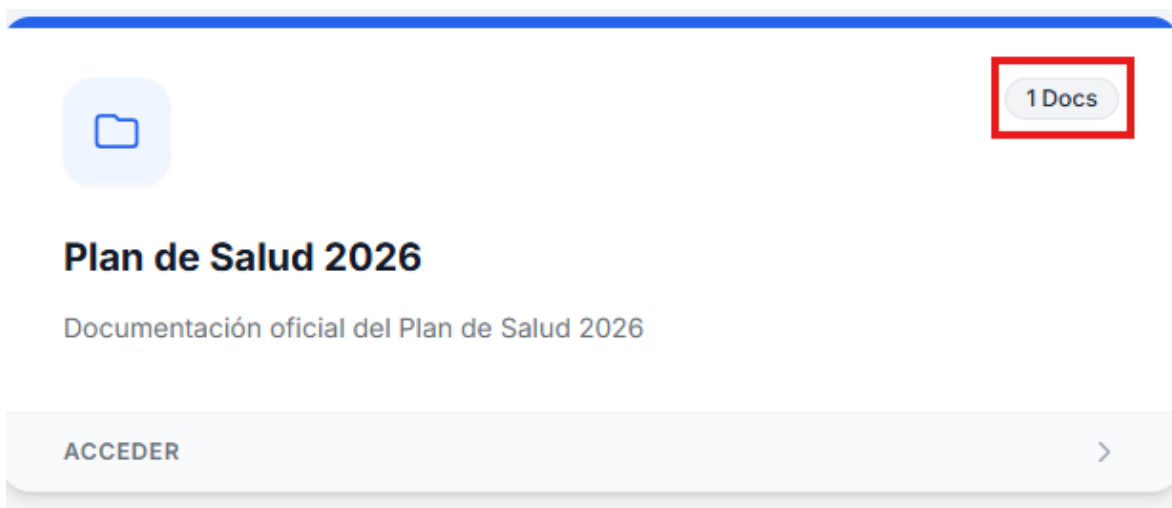 1 Docs
Plan de Salud 2026
Documentación oficial del Plan de Salud 2026
ACCEDER